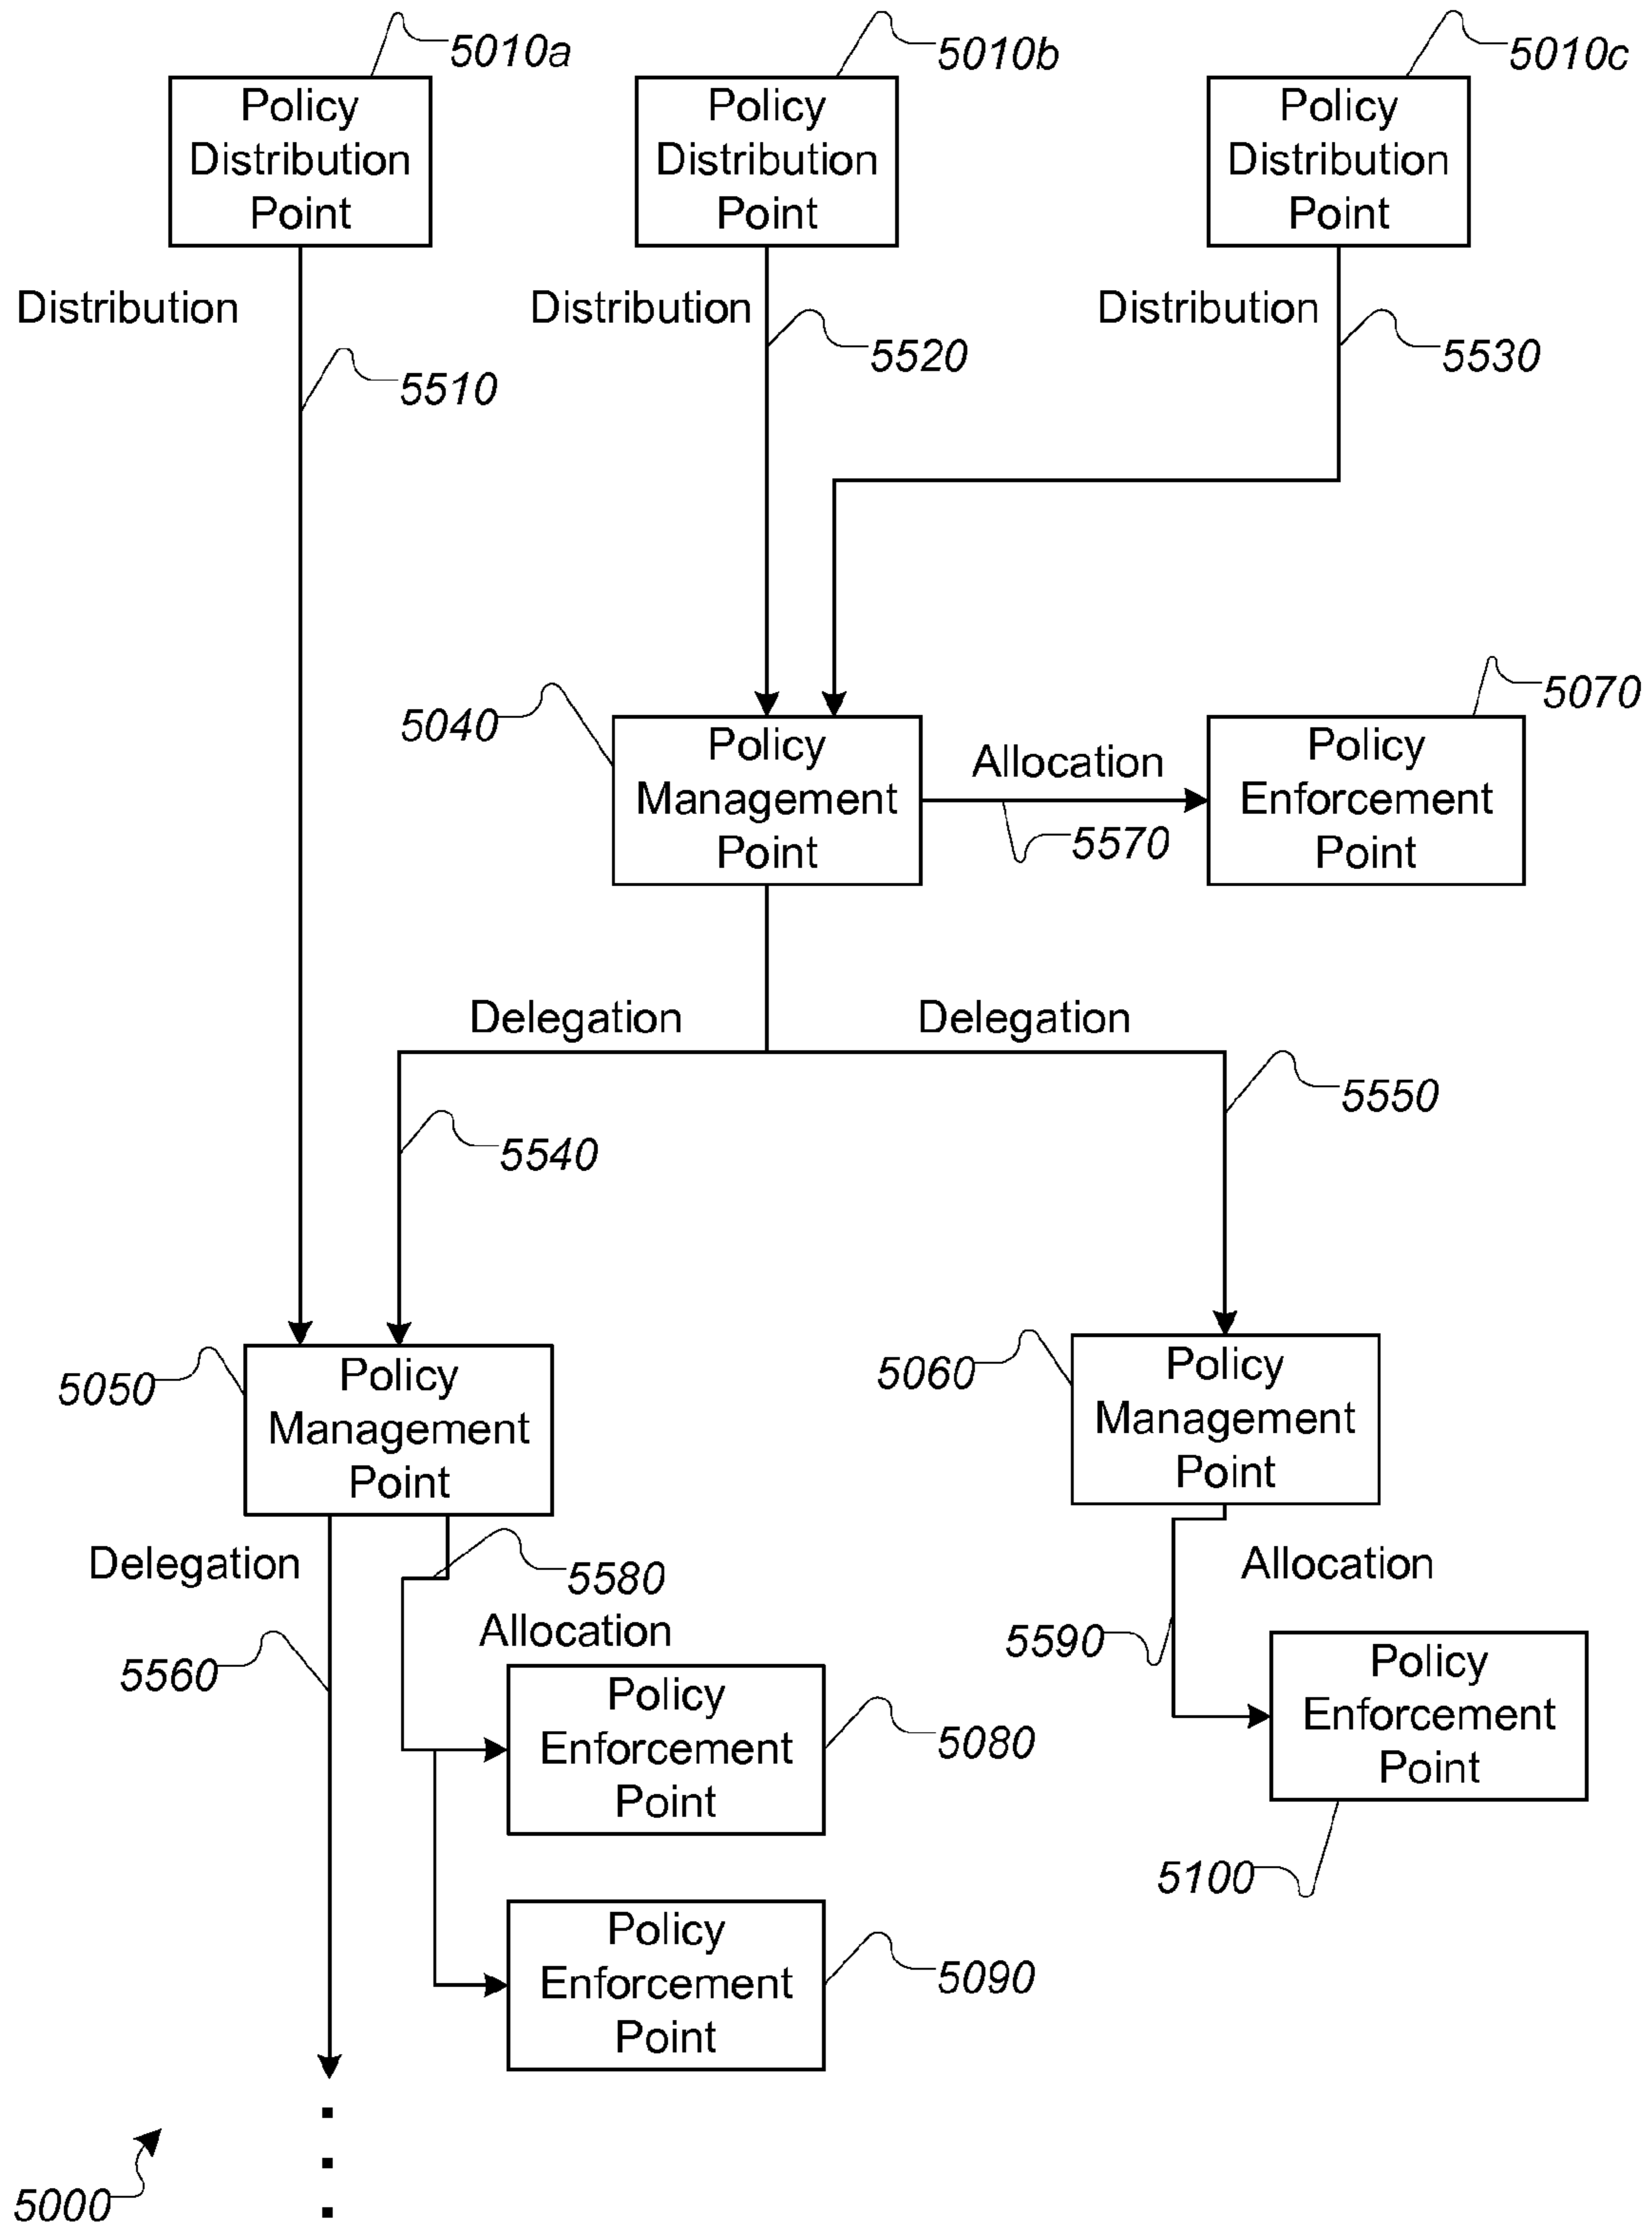 5010a
5010b
5010c
Policy
Distribution
Point
Policy
Distribution
Point
Policy
Distribution
Point
Distribution
Distribution
Distribution
5510
5520
5530
5040
Policy
Management
Point
Allocation
5570
5070
Policy
Enforcement
Point
Delegation
Delegation
5540
5550
5050
Policy
Management
Point
5060
Policy
Management
Point
Delegation
5580
Allocation
5560
Allocation
5590
Policy
Enforcement
Point
5080
Policy
Enforcement
Point
5100
Policy
Enforcement
Point
5090
5000